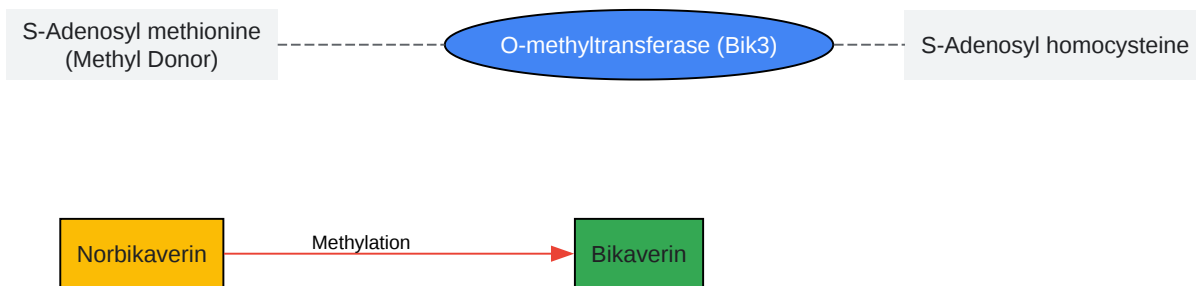 S-Adenosyl methionine
(Methyl Donor)
O-methyltransferase (Bik3)
S-Adenosyl homocysteine
Norbikaverin
Methylation
Bikaverin